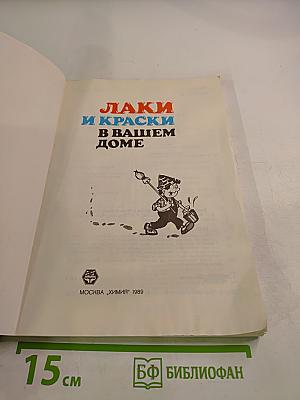 ЛАКИ
И КРАСКИ
В ВАШЕМ
ДОМЕ
МОСКВА „ХИМИЯ" 1989
15 см
БФ БИБЛИОФАН